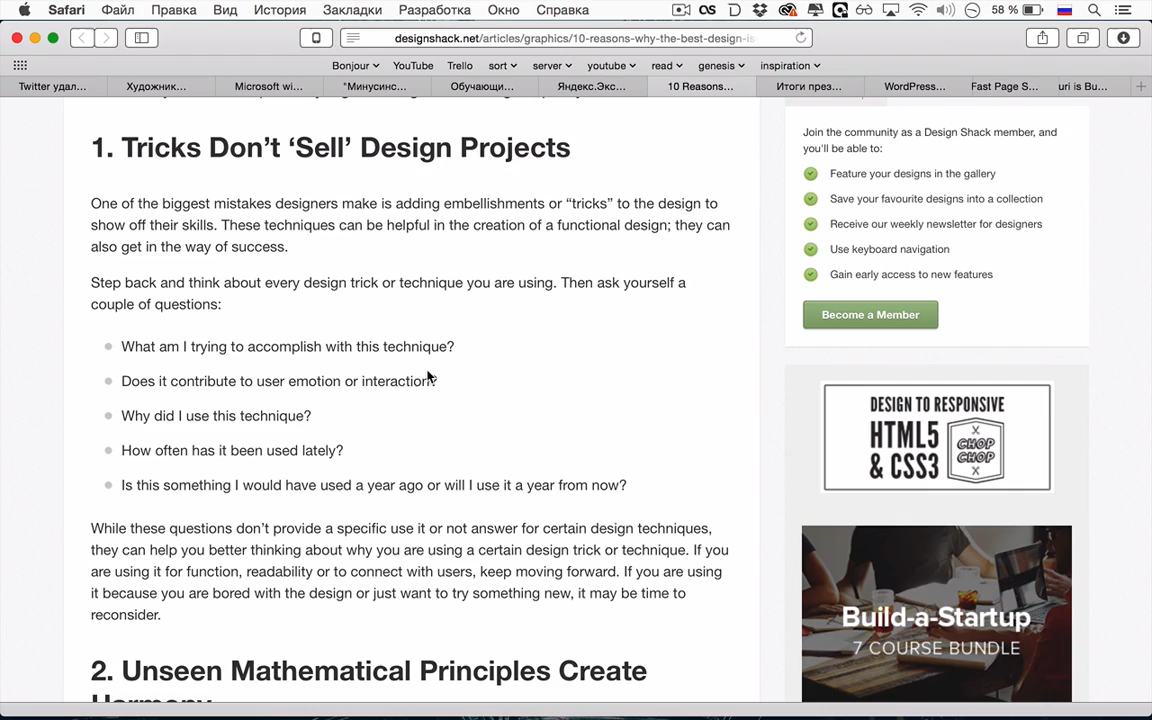 Safari Файл Правка Вид История Закладки Разработка Окно Справка 58 %
designshack.net/articles/graphics/10-reasons-why-the-best-design-is
Bonjour YouTube Trello sort server youtube read genesis inspiration
Twitter удал... Художник... Microsoft wi... "Минусинс... Обучающи... Яндекс.Экс... 10 Reasons... Итоги през... WordPress... Fast Page S... uri is Bu...
1. Tricks Don’t ‘Sell’ Design Projects
One of the biggest mistakes designers make is adding embellishments or “tricks” to the design to
show off their skills. These techniques can be helpful in the creation of a functional design; they can
also get in the way of success.
Step back and think about every design trick or technique you are using. Then ask yourself a
couple of questions:
What am I trying to accomplish with this technique?
Does it contribute to user emotion or interaction?
Why did I use this technique?
How often has it been used lately?
Is this something I would have used a year ago or will I use it a year from now?
While these questions don’t provide a specific use it or not answer for certain design techniques,
they can help you better thinking about why you are using a certain design trick or technique. If you
are using it for function, readability or to connect with users, keep moving forward. If you are using
it because you are bored with the design or just want to try something new, it may be time to
reconsider.
2. Unseen Mathematical Principles Create
Harmony
Join the community as a Design Shack member, and
you'll be able to:
Feature your designs in the gallery
Save your favourite designs into a collection
Receive our weekly newsletter for designers
Use keyboard navigation
Gain early access to new features
Become a Member
DESIGN TO RESPONSIVE
HTML5
& CSS3
CHOP
CHOP
Build-a-Startup
7 COURSE BUNDLE